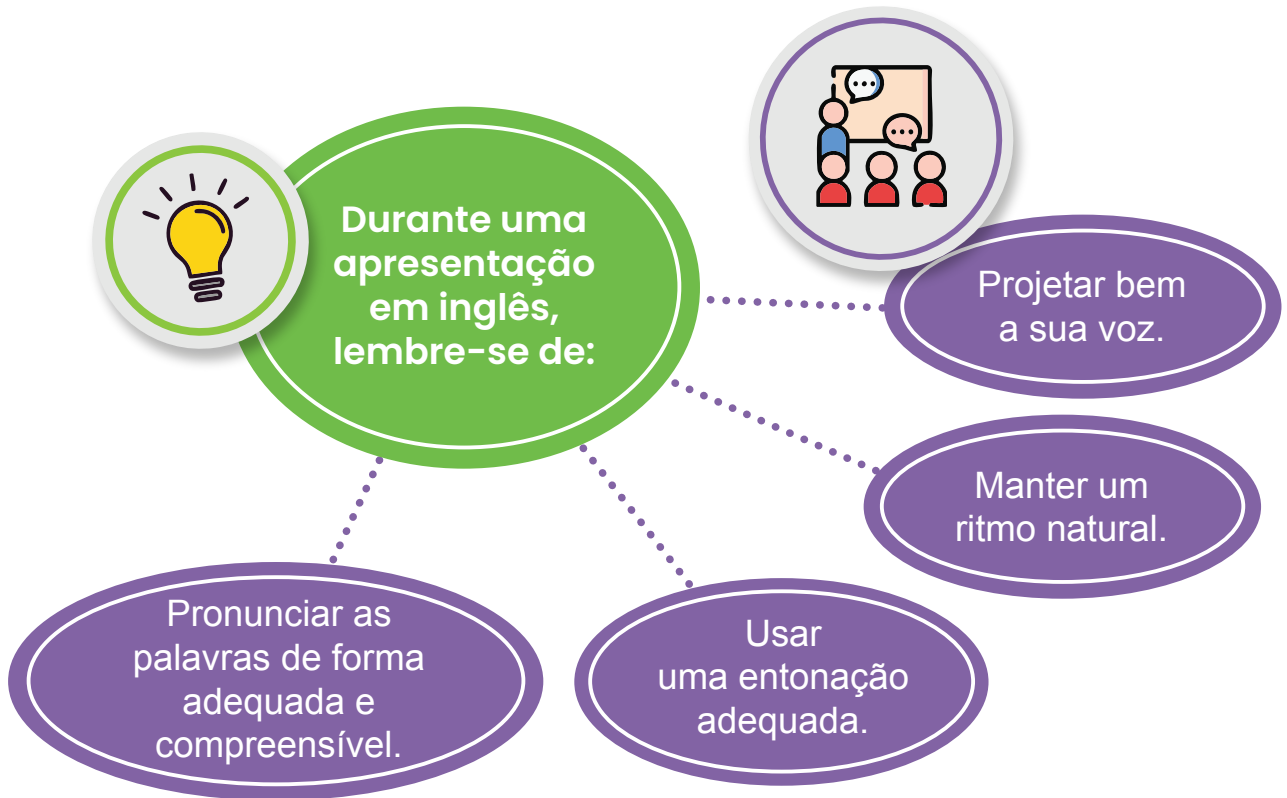 Durante uma
apresentação
em inglês,
lembre-se de:
Projetar bem
a sua voz.
Manter um
ritmo natural.
Usar
uma entonação
adequada.
Pronunciar as
palavras de forma
adequada e
compreensível.